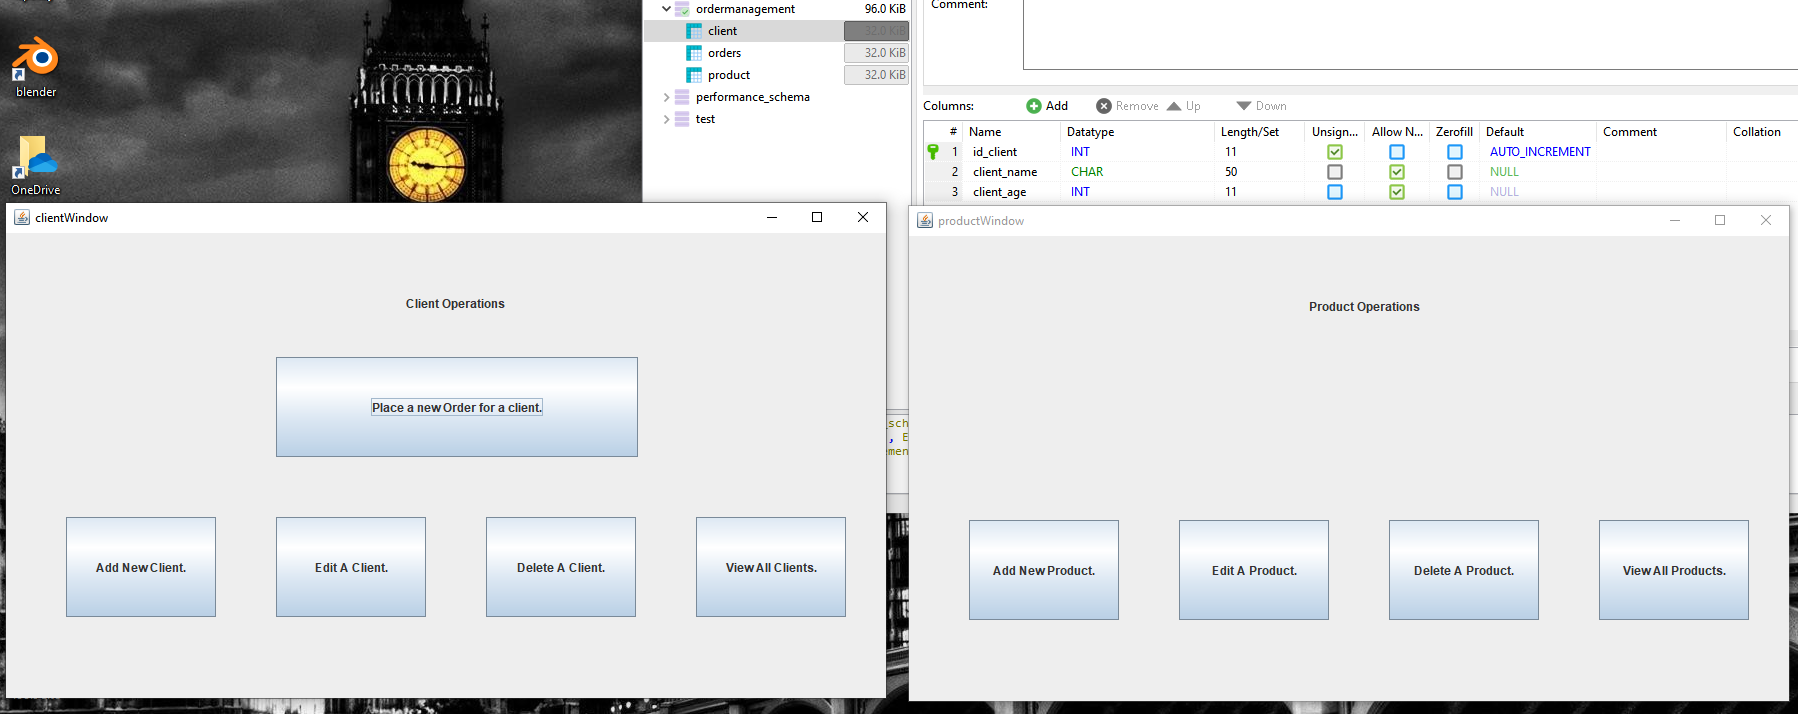 blender
OneDrive
ordermanagement 96.0 KiB
client 32.0 KiB
orders 32.0 KiB
product 32.0 KiB
performance_schema
test
Comment:
Columns: Add Remove Up Down
# Name Datatype Length/Set Unsign... Allow N... Zerofill Default Comment Collation
1 id_client INT 11 AUTO_INCREMENT
2 client_name CHAR 50 NULL
3 client_age INT 11 NULL
clientWindow
Client Operations
Place a new Order for a client.
Add New Client. Edit A Client. Delete A Client. View All Clients.
_sch
, E
emen
productWindow
Product Operations
Add New Product. Edit A Product. Delete A Product. View All Products.